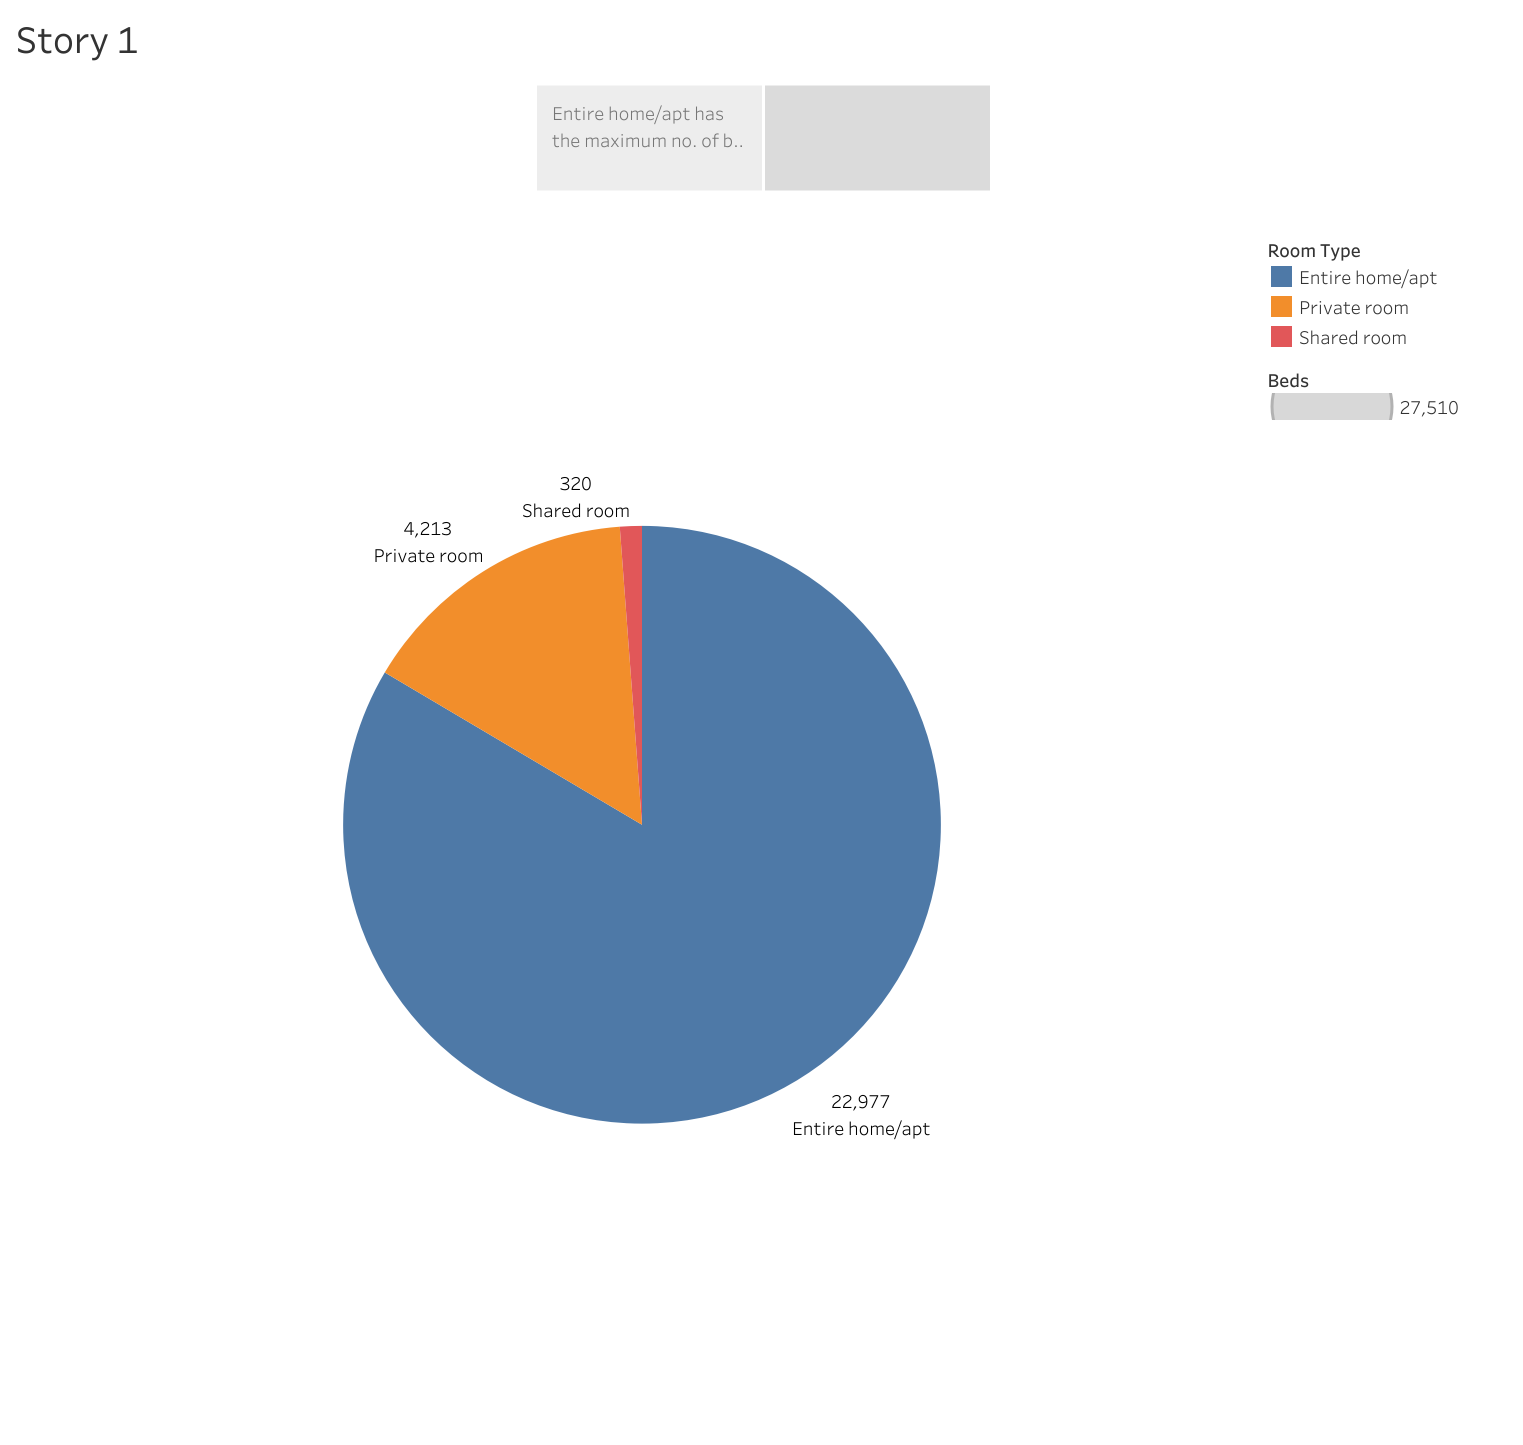 Story 1
Entire home/apt has
the maximum no. of b..
Room Type
Entire home/apt
Private room
Shared room
Beds
27,510
320
Shared room
4,213
Private room
22,977
Entire home/apt